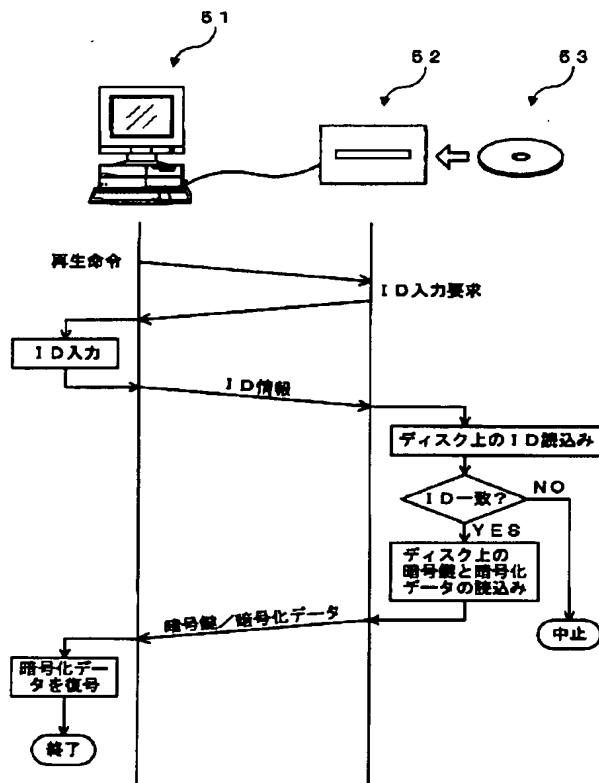 51
52
53
再生命令
ID入力要求
ID入力
ID情報
ディスク上のID読込み
ID一致?
NO
YES
ディスク上の
暗号鍵と暗号化
データの読込み
暗号鍵/暗号化データ
中止
暗号化デー
タを復号
終了